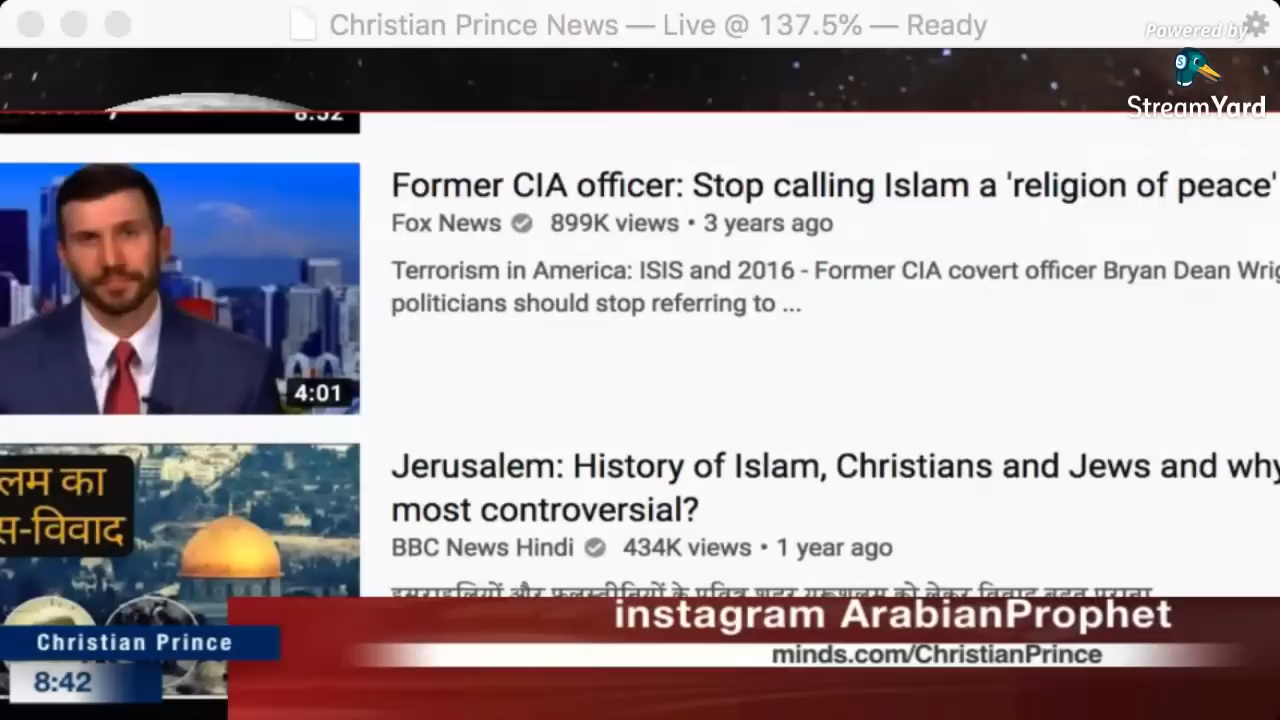 Christian Prince News — Live @ 137.5% — Ready
Powered by
StreamYard
8:32
Former CIA officer: Stop calling Islam a 'religion of peace'
Fox News 899K views • 3 years ago
Terrorism in America: ISIS and 2016 - Former CIA covert officer Bryan Dean Wrig
politicians should stop referring to ...
4:01
Jerusalem: History of Islam, Christians and Jews and why
most controversial?
BBC News Hindi 434K views • 1 year ago
लम का
स-विवाद
instagram ArabianProphet
Christian Prince
minds.com/ChristianPrince
8:42